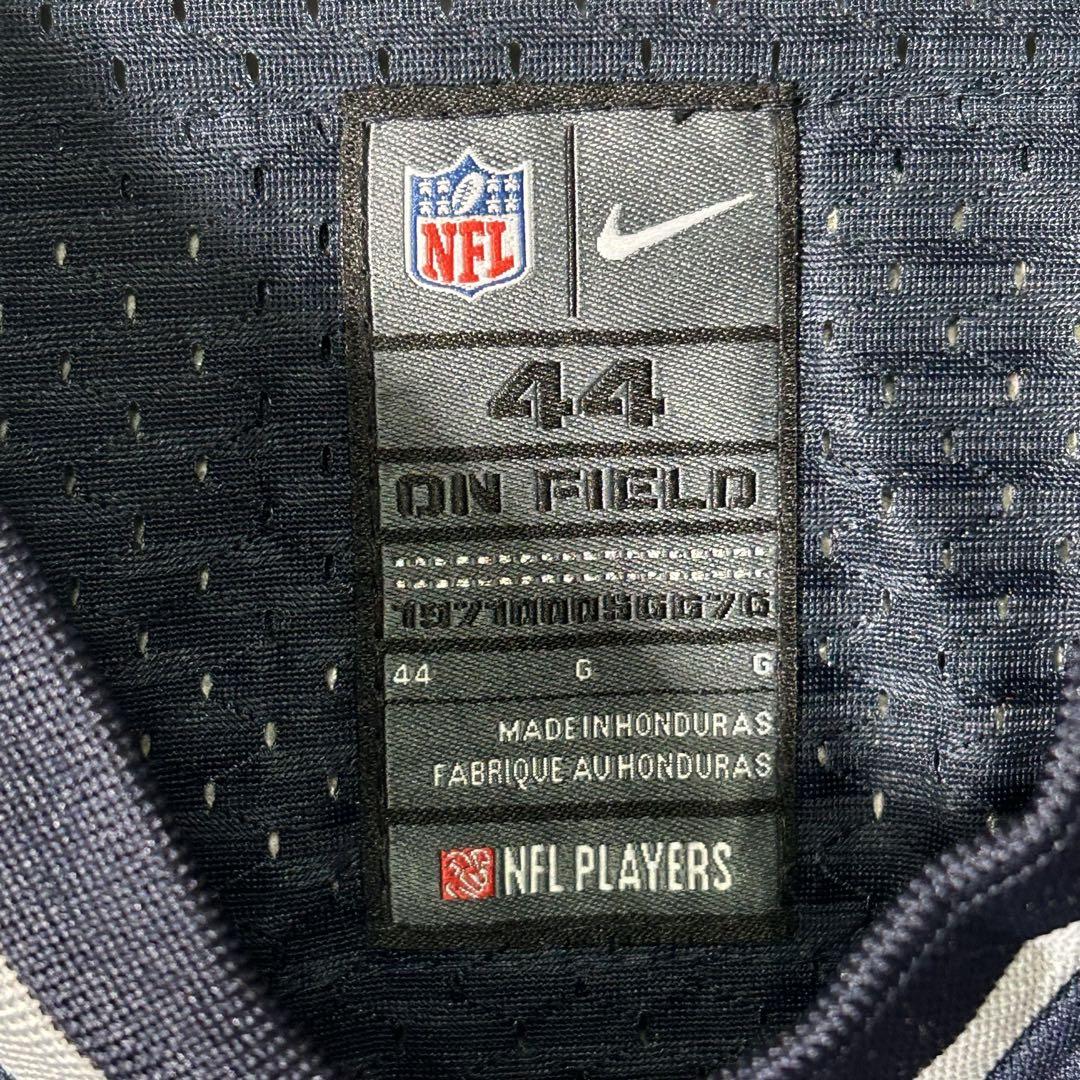 NFL
44
ON FIELD
44 G G
MADE IN HONDURAS
FABRIQUE AU HONDURAS
NFL PLAYERS